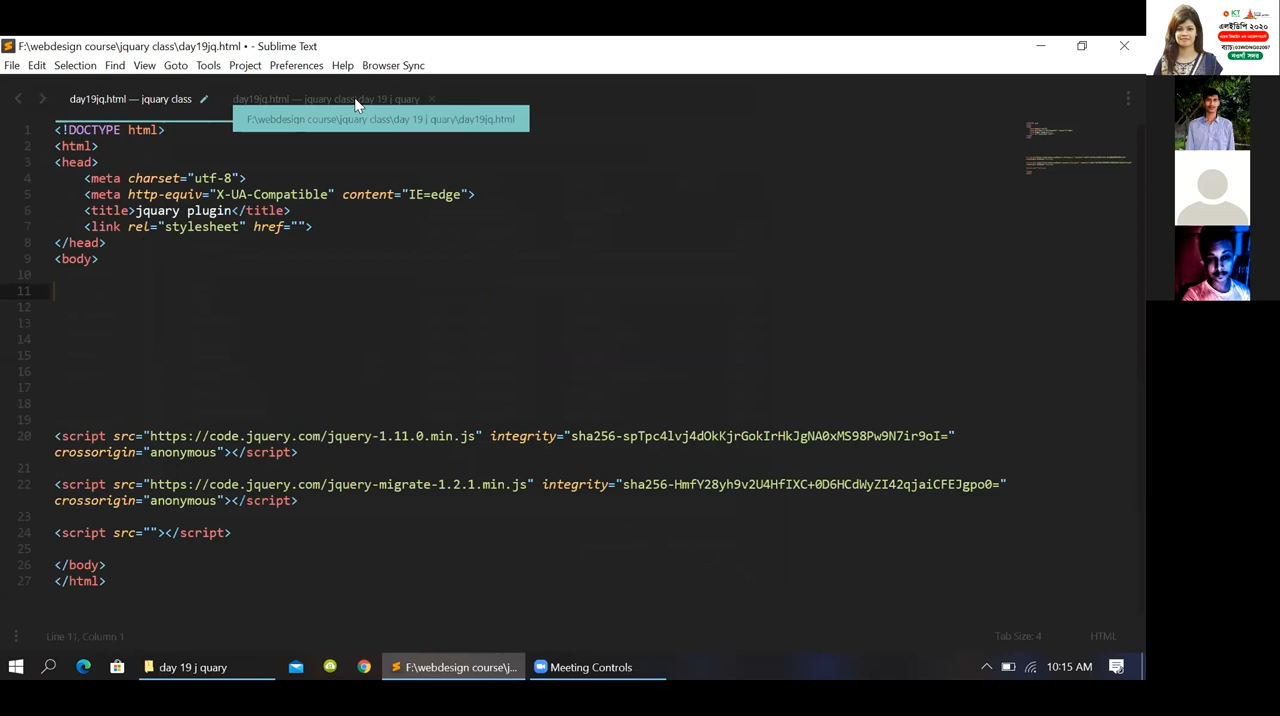 F:\webdesign course\jquary class\day19jq.html • - Sublime Text
File Edit Selection Find View Goto Tools Project Preferences Help Browser Sync
day19jq.html — jquary class
day19jq.html — jquary class\day 19 j quary
F:\webdesign course\jquary class\day 19 j quary\day19jq.html
1 <!DOCTYPE html>
2 <html>
3 <head>
4 <meta charset="utf-8">
5 <meta http-equiv="X-UA-Compatible" content="IE=edge">
6 <title>jquary plugin</title>
7 <link rel="stylesheet" href="">
8 </head>
9 <body>
10
11
12
13
14
15
16
17
18
19
20 <script src="https://code.jquery.com/jquery-1.11.0.min.js" integrity="sha256-spTpc4lvj4dOkKjrGokIrHkJgNA0xMS98Pw9N7ir9oI="
crossorigin="anonymous"></script>
21
22 <script src="https://code.jquery.com/jquery-migrate-1.2.1.min.js" integrity="sha256-HmfY28yh9v2U4HfIXC+0D6HCdWyZI42qjaiCFEJgpo0="
crossorigin="anonymous"></script>
23
24 <script src=""></script>
25
26 </body>
27 </html>
Line 11, Column 1
Tab Size: 4
HTML
day 19 j quary
F:\webdesign course\j...
Meeting Controls
10:15 AM
ICT
এলইডিপি ২০২০
ব্যাচ:03WDNG02007
নওগাঁ সদর